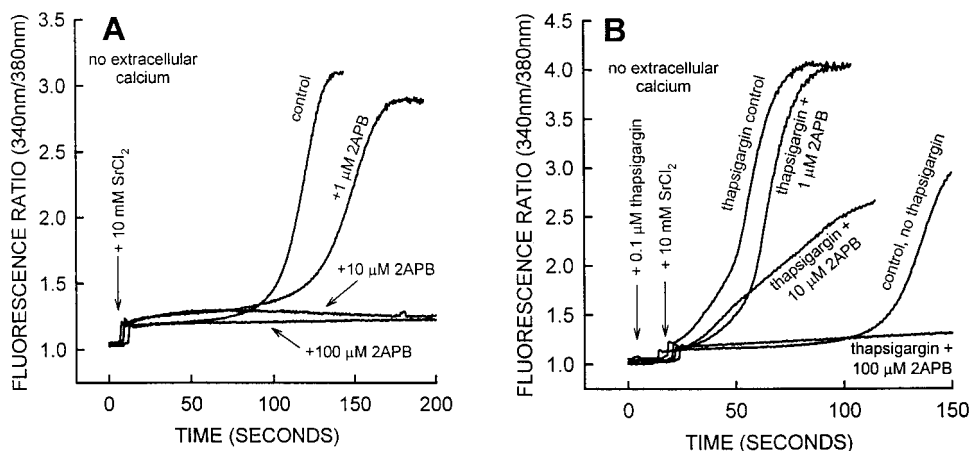 A
no extracellular
calcium
+ 10 mM SrCl2
control
+1 µM 2APB
+10 µM 2APB
+100 µM 2APB
FLUORESCENCE RATIO (340nm/380nm)
3.5
3.0
2.5
2.0
1.5
1.0
0
50
100
150
200
TIME (SECONDS)
B
no extracellular
calcium
+ 0.1 µM thapsigargin
+ 10 mM SrCl2
thapsigargin control
thapsigargin +
1 µM 2APB
thapsigargin +
10 µM 2APB
control, no thapsigargin
thapsigargin +
100 µM 2APB
FLUORESCENCE RATIO (340nm/380nm)
4.5
4.0
3.5
3.0
2.5
2.0
1.5
1.0
0
50
100
150
TIME (SECONDS)